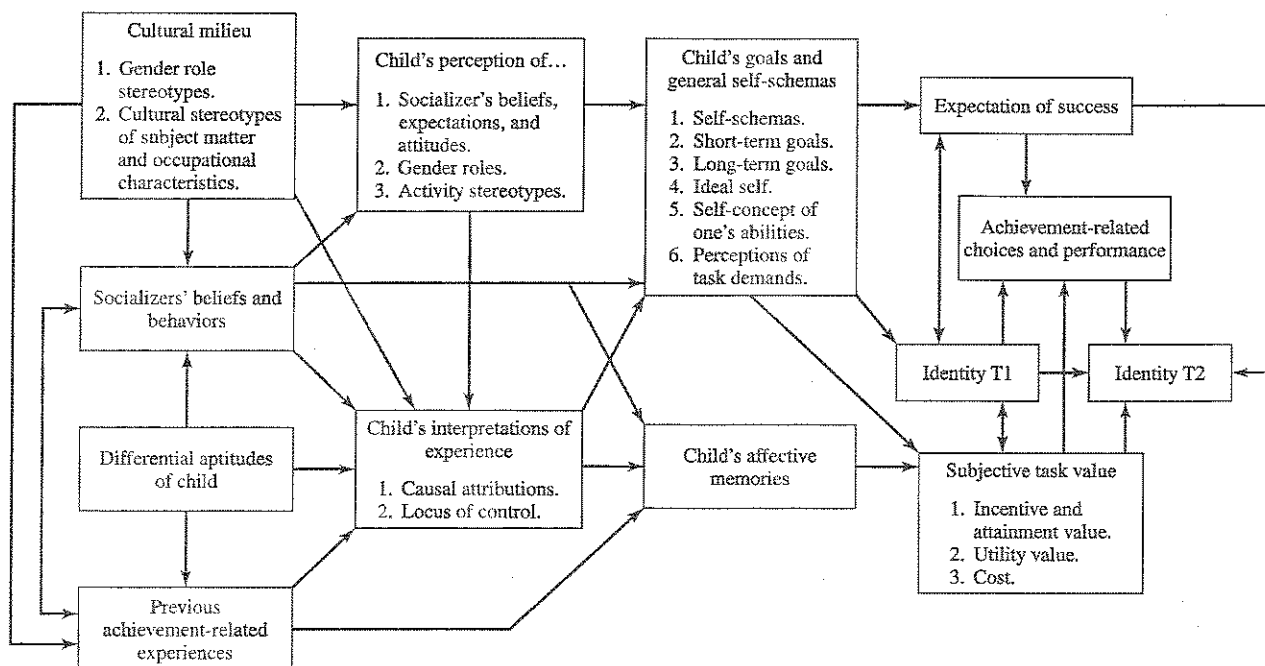 Cultural milieu
1. Gender role
stereotypes.
2. Cultural stereotypes
of subject matter
and occupational
characteristics.
Socializers' beliefs and
behaviors
Differential aptitudes
of child
Previous
achievement-related
experiences
Child's perception of...
1. Socializer's beliefs,
expectations, and
attitudes.
2. Gender roles.
3. Activity stereotypes.
Child's interpretations of
experience
1. Causal attributions.
2. Locus of control.
Child's goals and
general self-schemas
1. Self-schemas.
2. Short-term goals.
3. Long-term goals.
4. Ideal self.
5. Self-concept of
one's abilities.
6. Perceptions of
task demands.
Child's affective
memories
Expectation of success
Achievement-related
choices and performance
Identity T1
Identity T2
Subjective task value
1. Incentive and
attainment value.
2. Utility value.
3. Cost.